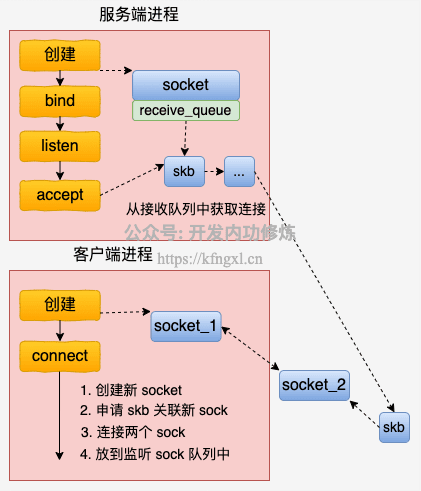 服务端进程
创建
socket
bind
receive_queue
listen
skb
...
accept
从接收队列中获取连接
公众号: 开发内功修炼
客户端进程
https://kfngxl.cn
创建
socket_1
connect
socket_2
1. 创建新 socket
2. 申请 skb 关联新 sock
3. 连接两个 sock
4. 放到监听 sock 队列中
skb